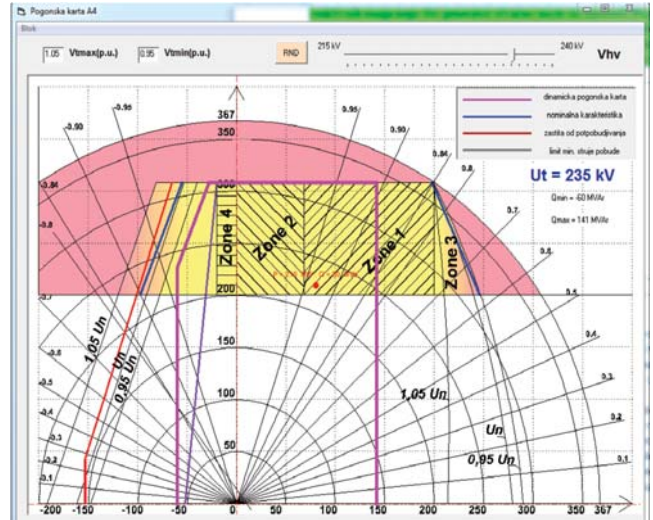 Pogonska karta A4
Blok
1.05 Vtmax(p.u.) 0.95 Vtmin(p.u.) RND 215 kV 240 kV Vhv
dinamicka pogonska karta
nominalna karakteristika
zastita od potpobudjivanja
limit min. struje pobude
Ut = 235 kV
Qmin = -60 MVAr
Qmax = 141 MVAr
367
350
300
-0.95 0.95
-0.90 0.90
-0.84 0.84
-0.8 0.8
0.7
Zone 4
Zone 2
Zone 1
Zone 3
200
-0.7 0.6
0.5
150
1.05 Un
Un
0.95 Un
-0.6
-0.5 0.4
100
1,05 Un
-0.4 0.3
Un
-0.3 0.2
50
0,95 Un
-0.2
-0.1 0.1
-200 -150 -100 -50 0 50 100 150 200 250 300 350 367